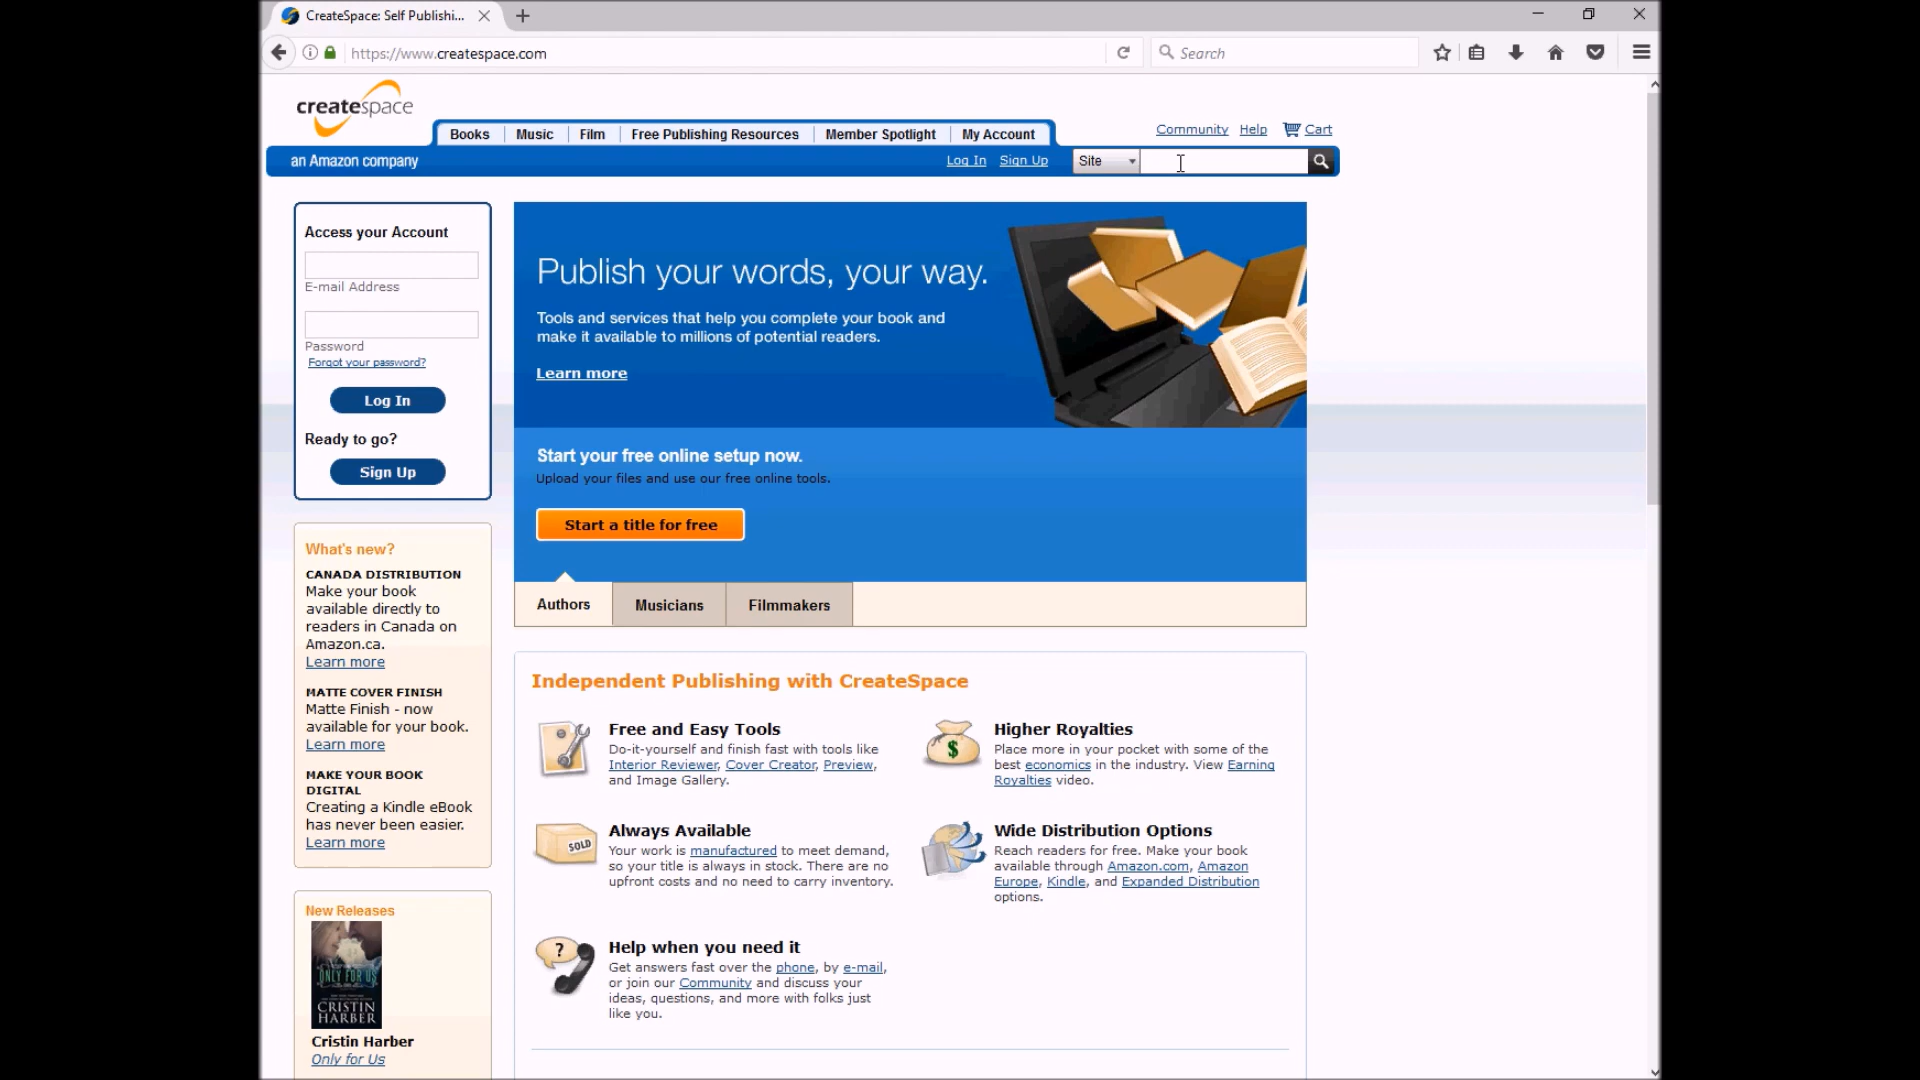 CreateSpace: Self Publishi...
https://www.createspace.com
Search
createspace
Books Music Film Free Publishing Resources Member Spotlight My Account
Community Help Cart
an Amazon company
Log In Sign Up
Site
Access your Account
E-mail Address
Password
Forgot your password?
Log In
Ready to go?
Sign Up
Publish your words, your way.
Tools and services that help you complete your book and
make it available to millions of potential readers.
Learn more
Start your free online setup now.
Upload your files and use our free online tools.
Start a title for free
Authors Musicians Filmmakers
What's new?
CANADA DISTRIBUTION
Make your book
available directly to
readers in Canada on
Amazon.ca.
Learn more
MATTE COVER FINISH
Matte Finish - now
available for your book.
Learn more
MAKE YOUR BOOK
DIGITAL
Creating a Kindle eBook
has never been easier.
Learn more
New Releases
ONLY FOR US
CRISTIN
HARBER
Cristin Harber
Only for Us
Independent Publishing with CreateSpace
Free and Easy Tools
Do-it-yourself and finish fast with tools like
Interior Reviewer, Cover Creator, Preview,
and Image Gallery.
$
Higher Royalties
Place more in your pocket with some of the
best economics in the industry. View Earning
Royalties video.
SOLD
Always Available
Your work is manufactured to meet demand,
so your title is always in stock. There are no
upfront costs and no need to carry inventory.
Wide Distribution Options
Reach readers for free. Make your book
available through Amazon.com, Amazon
Europe, Kindle, and Expanded Distribution
options.
?
Help when you need it
Get answers fast over the phone, by e-mail,
or join our Community and discuss your
ideas, questions, and more with folks just
like you.